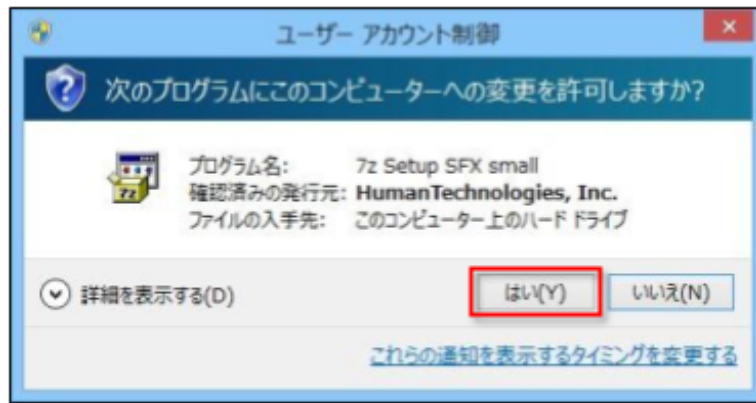 ユーザー アカウント制御
次のプログラムにこのコンピューターへの変更を許可しますか?
プログラム名: 7z Setup SFX small
確認済みの発行元: HumanTechnologies, Inc.
ファイルの入手先: このコンピューター上のハード ドライブ
詳細を表示する(D) はい(Y) いいえ(N)
これらの通知を表示するタイミングを変更する
7z